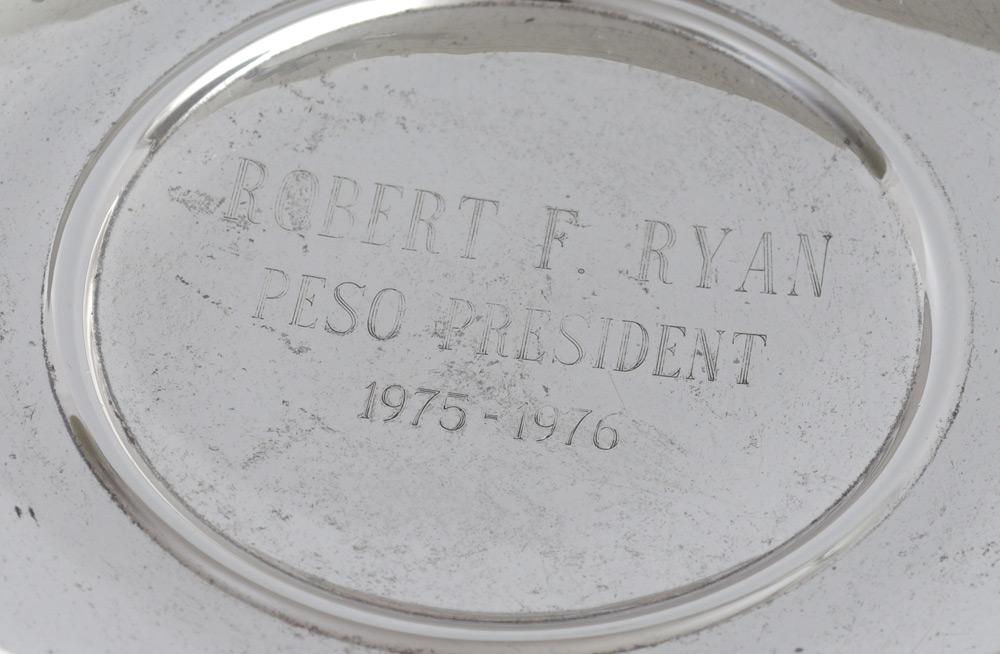 ROBERT F. RYAN
PESO PRESIDENT
1975 - 1976